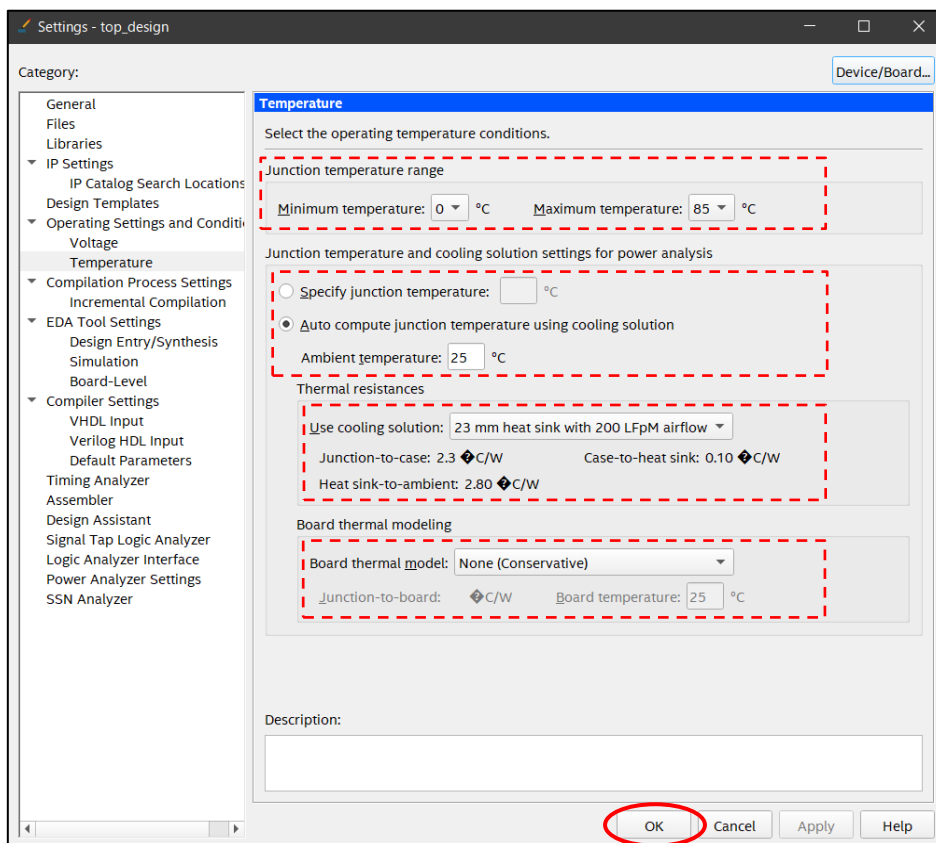 Settings - top_design
Category:
Device/Board...
General
Files
Libraries
IP Settings
IP Catalog Search Locations
Design Templates
Operating Settings and Conditi
Voltage
Temperature
Compilation Process Settings
Incremental Compilation
EDA Tool Settings
Design Entry/Synthesis
Simulation
Board-Level
Compiler Settings
VHDL Input
Verilog HDL Input
Default Parameters
Timing Analyzer
Assembler
Design Assistant
Signal Tap Logic Analyzer
Logic Analyzer Interface
Power Analyzer Settings
SSN Analyzer
Temperature
Select the operating temperature conditions.
Junction temperature range
Minimum temperature: 0 °C Maximum temperature: 85 °C
Junction temperature and cooling solution settings for power analysis
Specify junction temperature: °C
Auto compute junction temperature using cooling solution
Ambient temperature: 25 °C
Thermal resistances
Use cooling solution: 23 mm heat sink with 200 LFpM airflow
Junction-to-case: 2.3 �C/W Case-to-heat sink: 0.10 �C/W
Heat sink-to-ambient: 2.80 �C/W
Board thermal modeling
Board thermal model: None (Conservative)
Junction-to-board: �C/W Board temperature: 25 °C
Description:
OK Cancel Apply Help